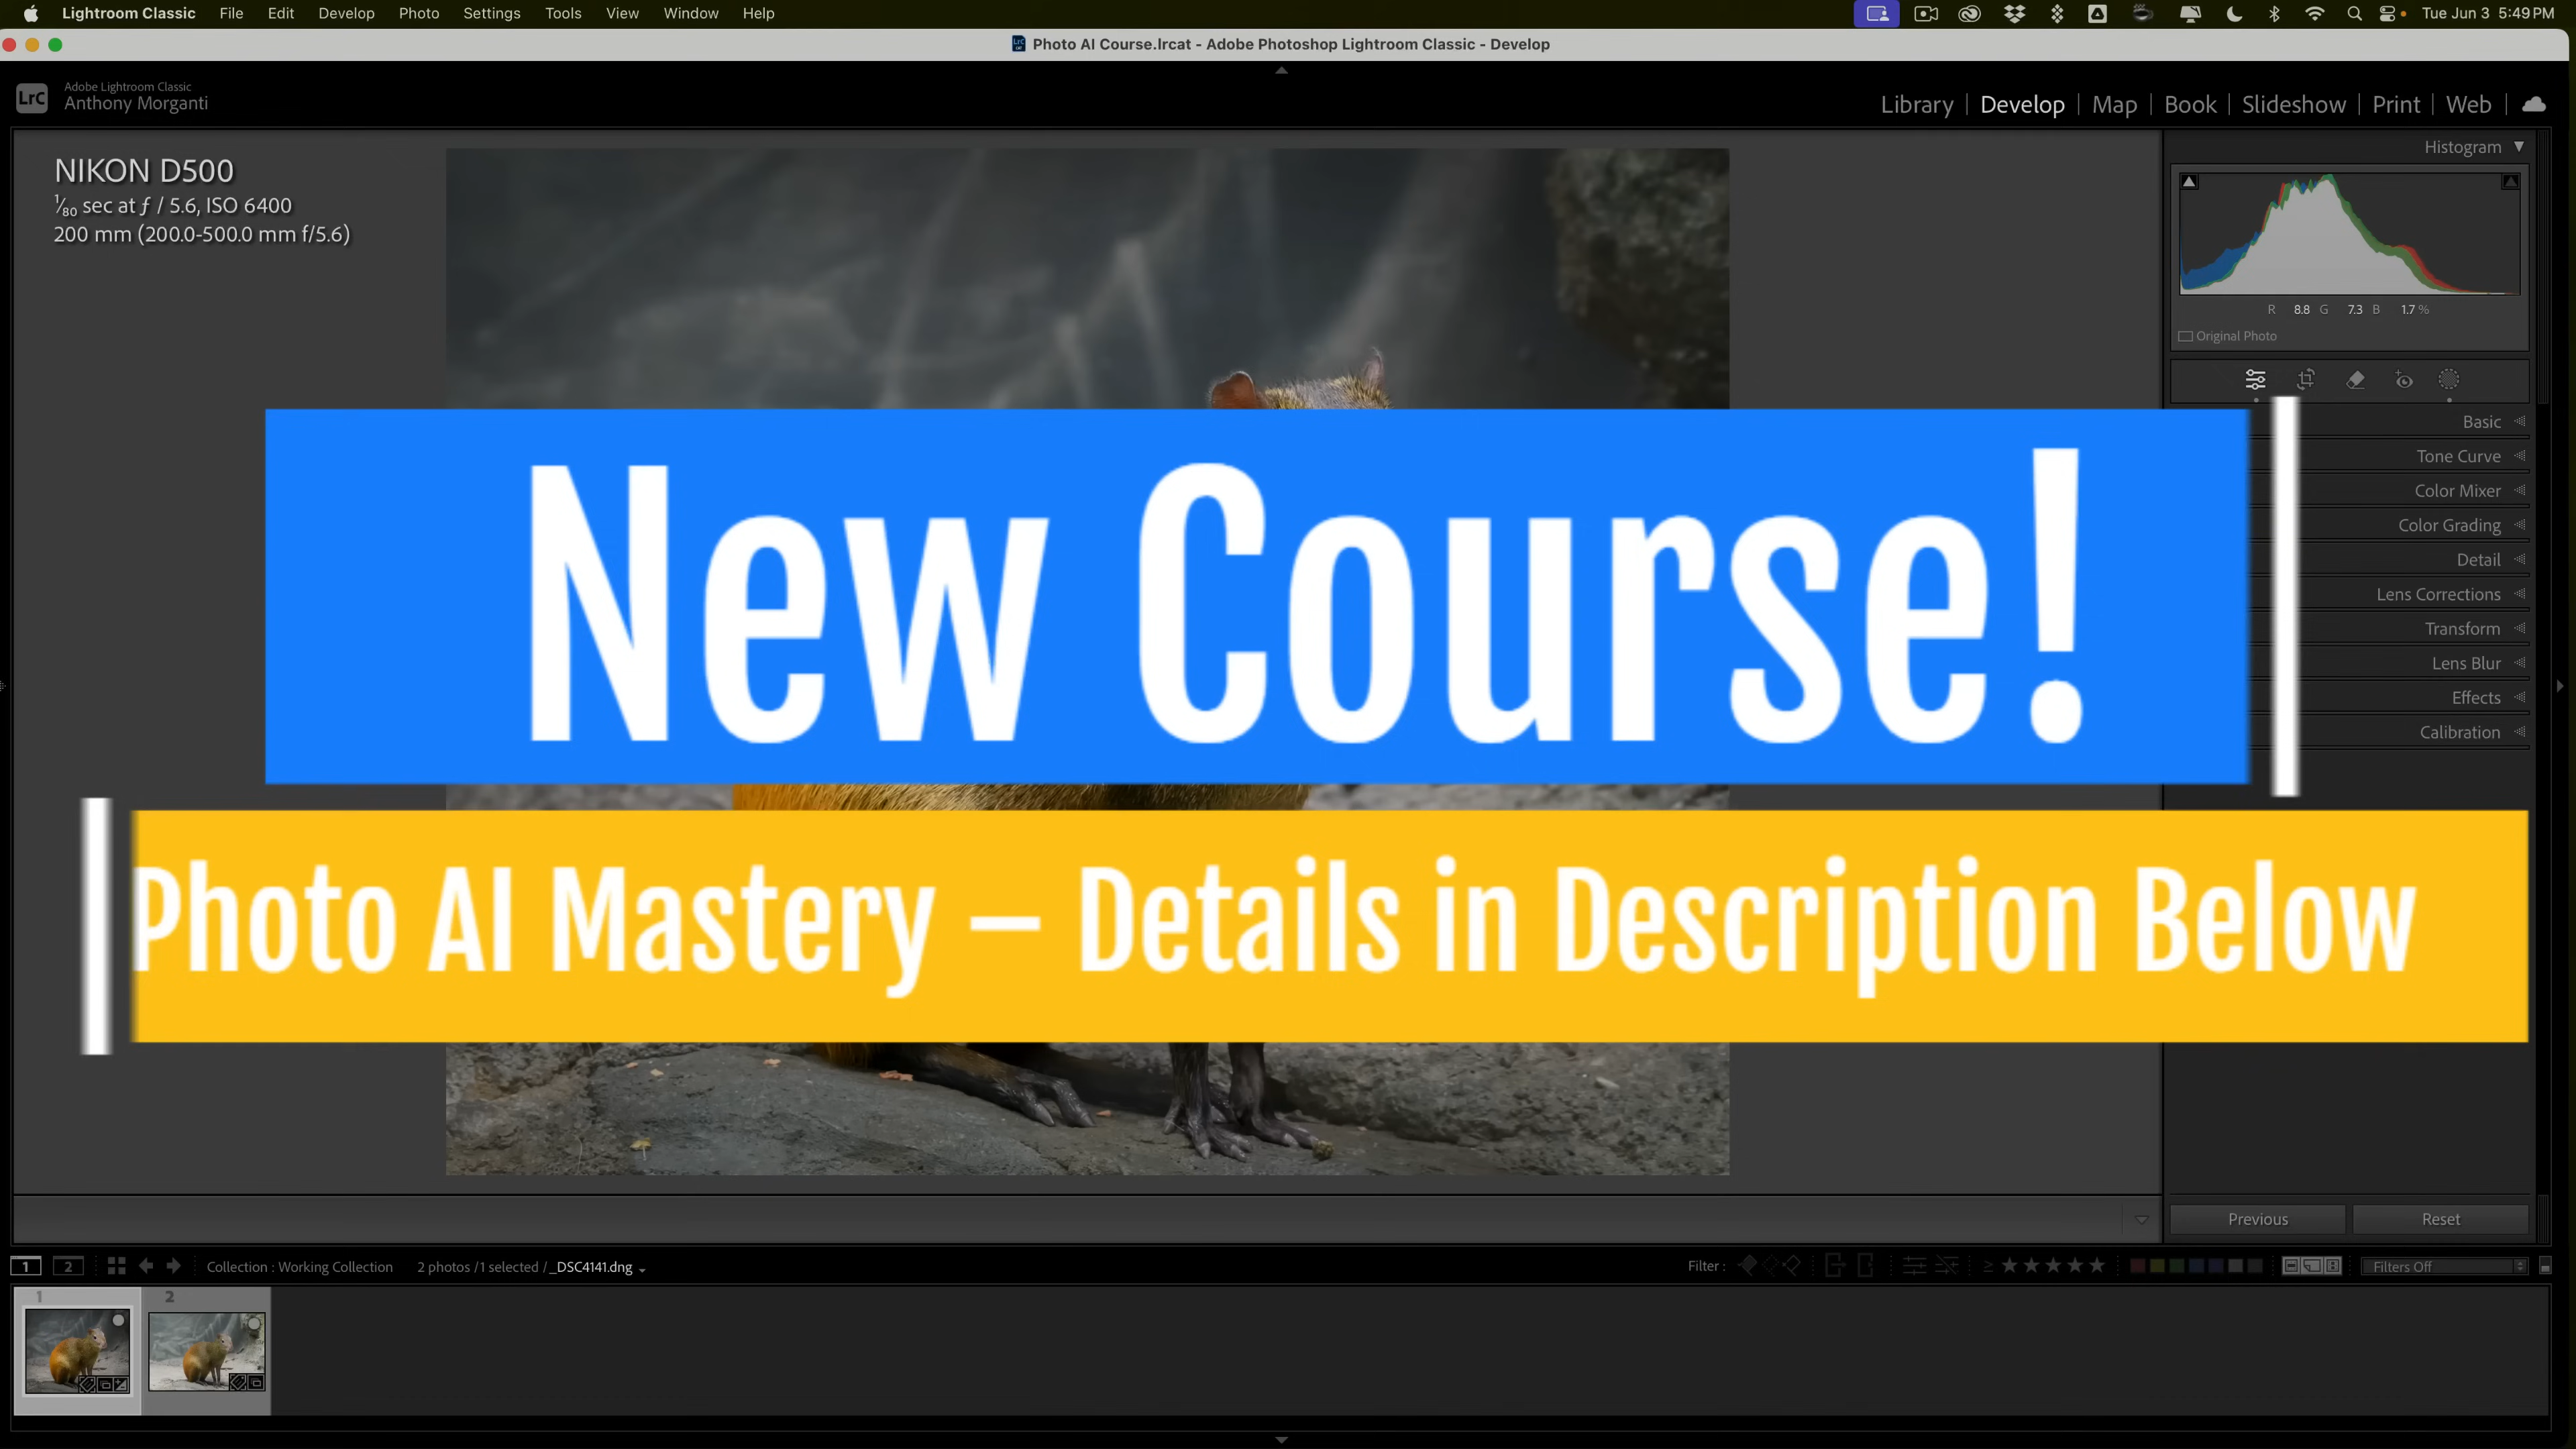 Lightroom Classic File Edit Develop Photo Settings Tools View Window Help Tue Jun 3 5:49 PM
Photo AI Course.lrcat - Adobe Photoshop Lightroom Classic - Develop
LrC Adobe Lightroom Classic
Anthony Morganti
Library | Develop | Map | Book | Slideshow | Print | Web
NIKON D500
1/80 sec at ƒ / 5.6, ISO 6400
200 mm (200.0-500.0 mm f/5.6)
Histogram
R 8.8 G 7.3 B 1.7 %
Original Photo
Basic
Tone Curve
Color Mixer
Color Grading
Detail
Lens Corrections
Transform
Lens Blur
Effects
Calibration
New Course!
Photo AI Mastery – Details in Description Below
Previous Reset
1 2 Collection : Working Collection 2 photos /1 selected /_DSC4141.dng Filter : ≥ ★★★★★ Filters Off
1 2